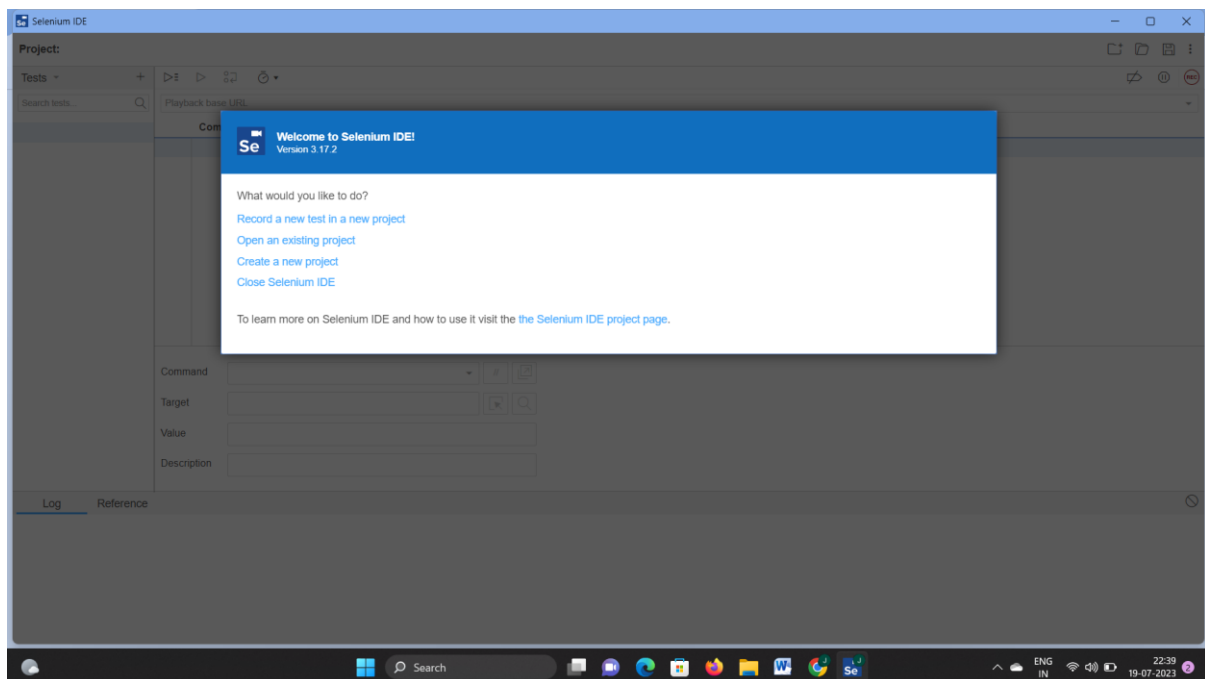 Selenium IDE
Project:
Tests
Search tests...
Playback base URL
REC
Com
Se
Welcome to Selenium IDE!
Version 3.17.2
What would you like to do?
Record a new test in a new project
Open an existing project
Create a new project
Close Selenium IDE
To learn more on Selenium IDE and how to use it visit the the Selenium IDE project page.
Command
Target
Value
Description
Log Reference
Search
ENG
IN
22:39
19-07-2023
2